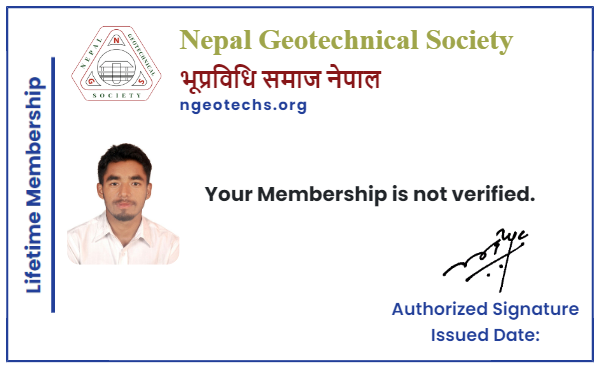 Nepal Geotechnical Society
भूप्रविधि समाज नेपाल
ngeotechs.org
NEPAL
GEOTECHNICAL
SOCIETY
N
G
S
Lifetime Membership
Your Membership is not verified.
Authorized Signature
Issued Date: